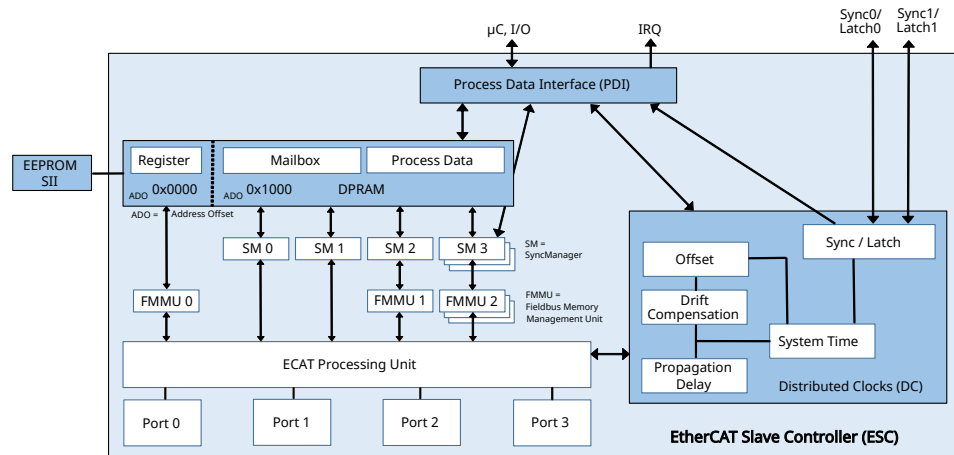 Sync0/
Latch0
Sync1/
Latch1
µC, I/O
IRQ
Process Data Interface (PDI)
EEPROM
SII
Register
Mailbox
Process Data
ADO 0x0000
ADO 0x1000
DPRAM
ADO = Address Offset
SM 0
SM 1
SM 2
SM 3
SM =
SyncManager
Sync / Latch
Offset
FMMU 0
FMMU 1
FMMU 2
FMMU =
Fieldbus Memory
Management Unit
Drift
Compensation
System Time
ECAT Processing Unit
Propagation
Delay
Distributed Clocks (DC)
Port 0
Port 1
Port 2
Port 3
EtherCAT Slave Controller (ESC)